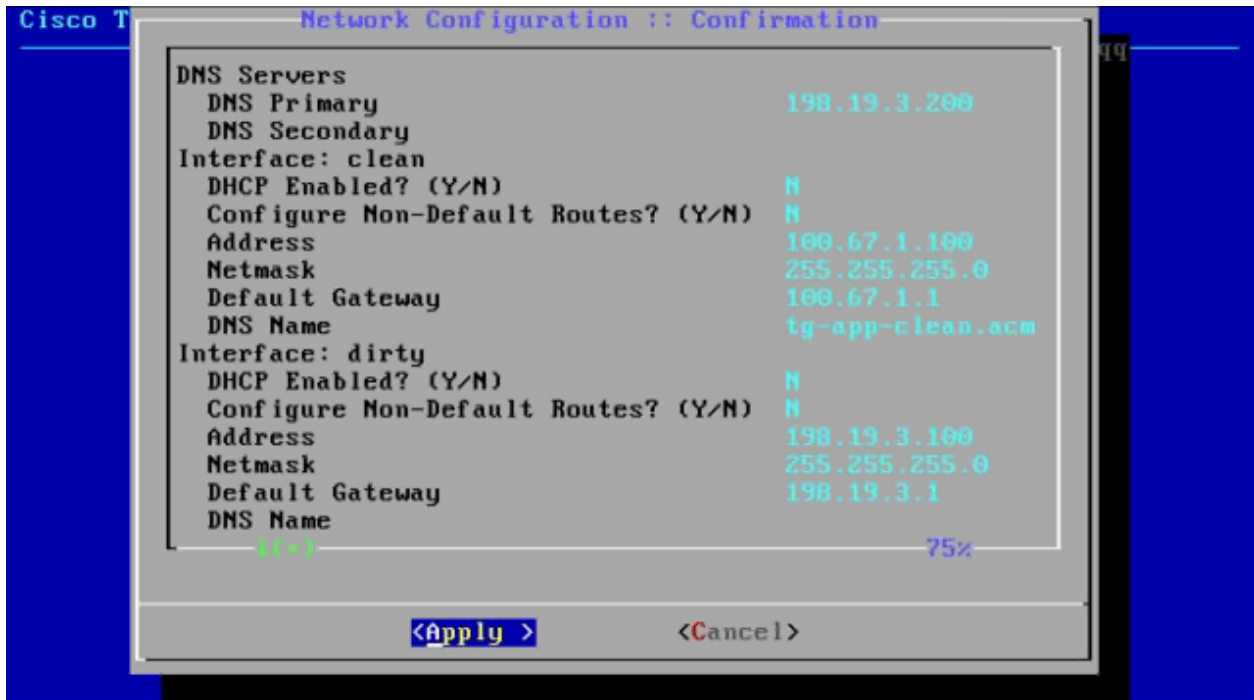 Cisco T
Network Configuration :: Confirmation
qq
DNS Servers
DNS Primary 198.19.3.200
DNS Secondary
Interface: clean
DHCP Enabled? (Y/N) N
Configure Non-Default Routes? (Y/N) N
Address 100.67.1.100
Netmask 255.255.255.0
Default Gateway 100.67.1.1
DNS Name tg-app-clean.acm
Interface: dirty
DHCP Enabled? (Y/N) N
Configure Non-Default Routes? (Y/N) N
Address 198.19.3.100
Netmask 255.255.255.0
Default Gateway 198.19.3.1
DNS Name
↓(+) 75%
<Apply > <Cancel>